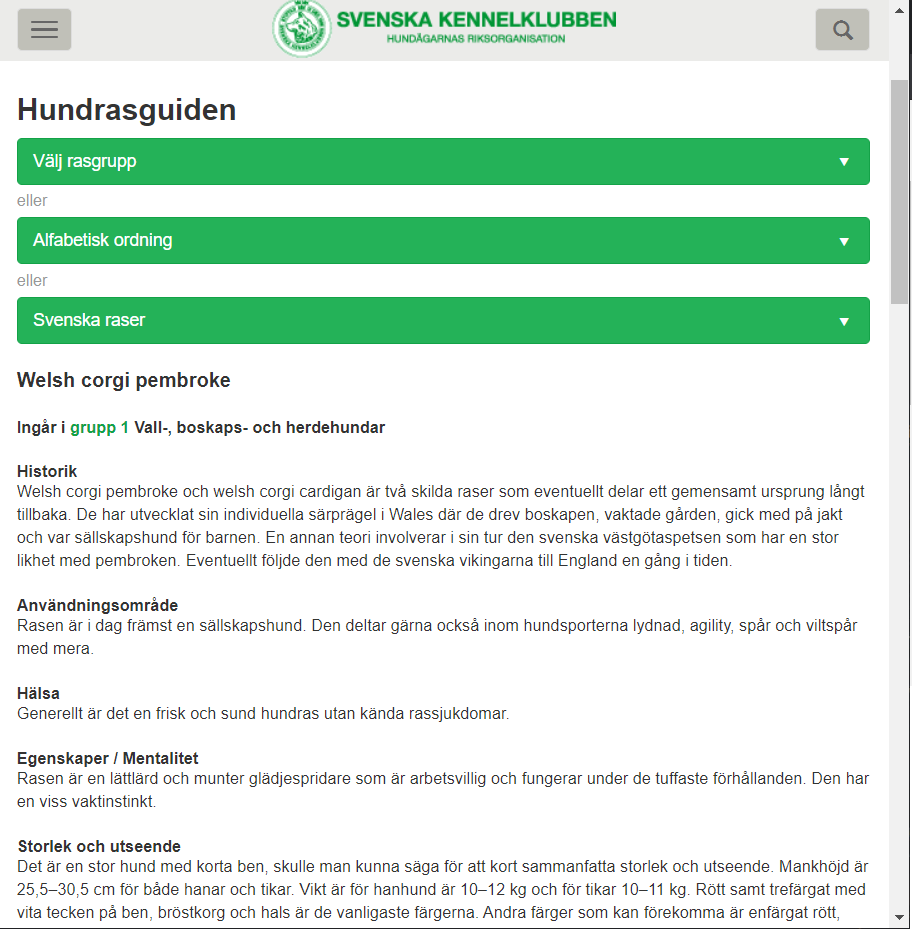 SVENSKA KENNELKLUBBEN
HUNDÄGARNAS RIKSORGANISATION
Hundrasguiden
Välj rasgrupp
eller
Alfabetisk ordning
eller
Svenska raser
Welsh corgi pembroke
Ingår i grupp 1 Vall-, boskaps- och herdehundar
Historik
Welsh corgi pembroke och welsh corgi cardigan är två skilda raser som eventuellt delar ett gemensamt ursprung långt
tillbaka. De har utvecklat sin individuella särprägel i Wales där de drev boskapen, vaktade gården, gick med på jakt
och var sällskapshund för barnen. En annan teori involverar i sin tur den svenska västgötaspetsen som har en stor
likhet med pembroken. Eventuellt följde den med de svenska vikingarna till England en gång i tiden.
Användningsområde
Rasen är i dag främst en sällskapshund. Den deltar gärna också inom hundsporterna lydnad, agility, spår och viltspår
med mera.
Hälsa
Generellt är det en frisk och sund hundras utan kända rassjukdomar.
Egenskaper / Mentalitet
Rasen är en lättlärd och munter glädjespridare som är arbetsvillig och fungerar under de tuffaste förhållanden. Den har
en viss vaktinstinkt.
Storlek och utseende
Det är en stor hund med korta ben, skulle man kunna säga för att kort sammanfatta storlek och utseende. Mankhöjd är
25,5–30,5 cm för både hanar och tikar. Vikt är för hanhund är 10–12 kg och för tikar 10–11 kg. Rött samt trefärgat med
vita tecken på ben, bröstkorg och hals är de vanligaste färgerna. Andra färger som kan förekomma är enfärgat rött,